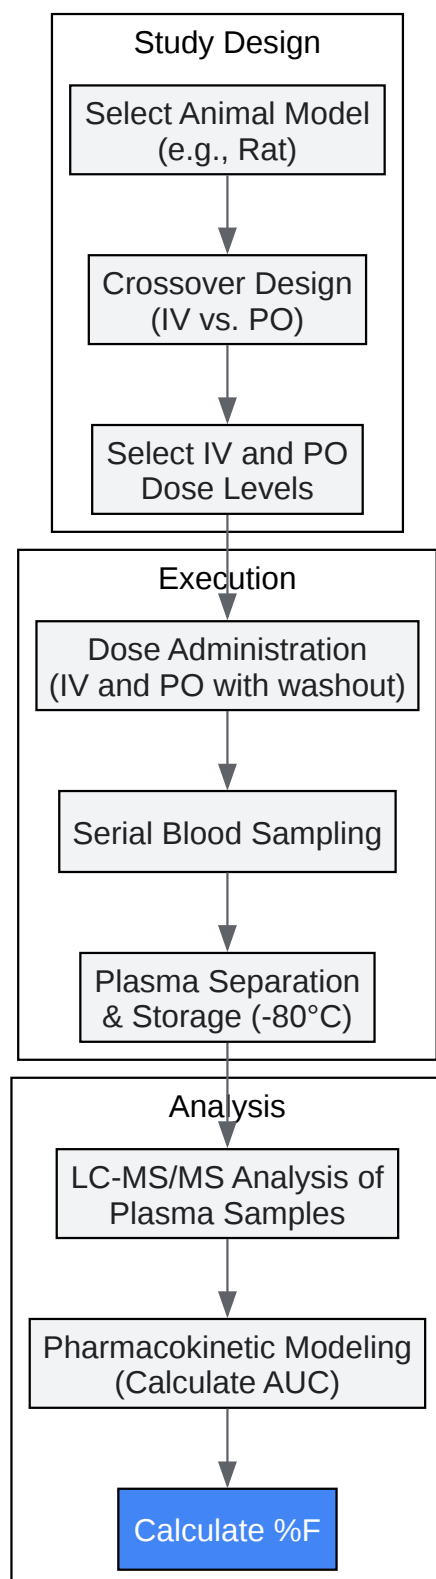 Study Design
Select Animal Model
(e.g., Rat)
Crossover Design
(IV vs. PO)
Select IV and PO
Dose Levels
Execution
Dose Administration
(IV and PO with washout)
Serial Blood Sampling
Plasma Separation
& Storage (-80°C)
Analysis
LC-MS/MS Analysis of
Plasma Samples
Pharmacokinetic Modeling
(Calculate AUC)
Calculate %F